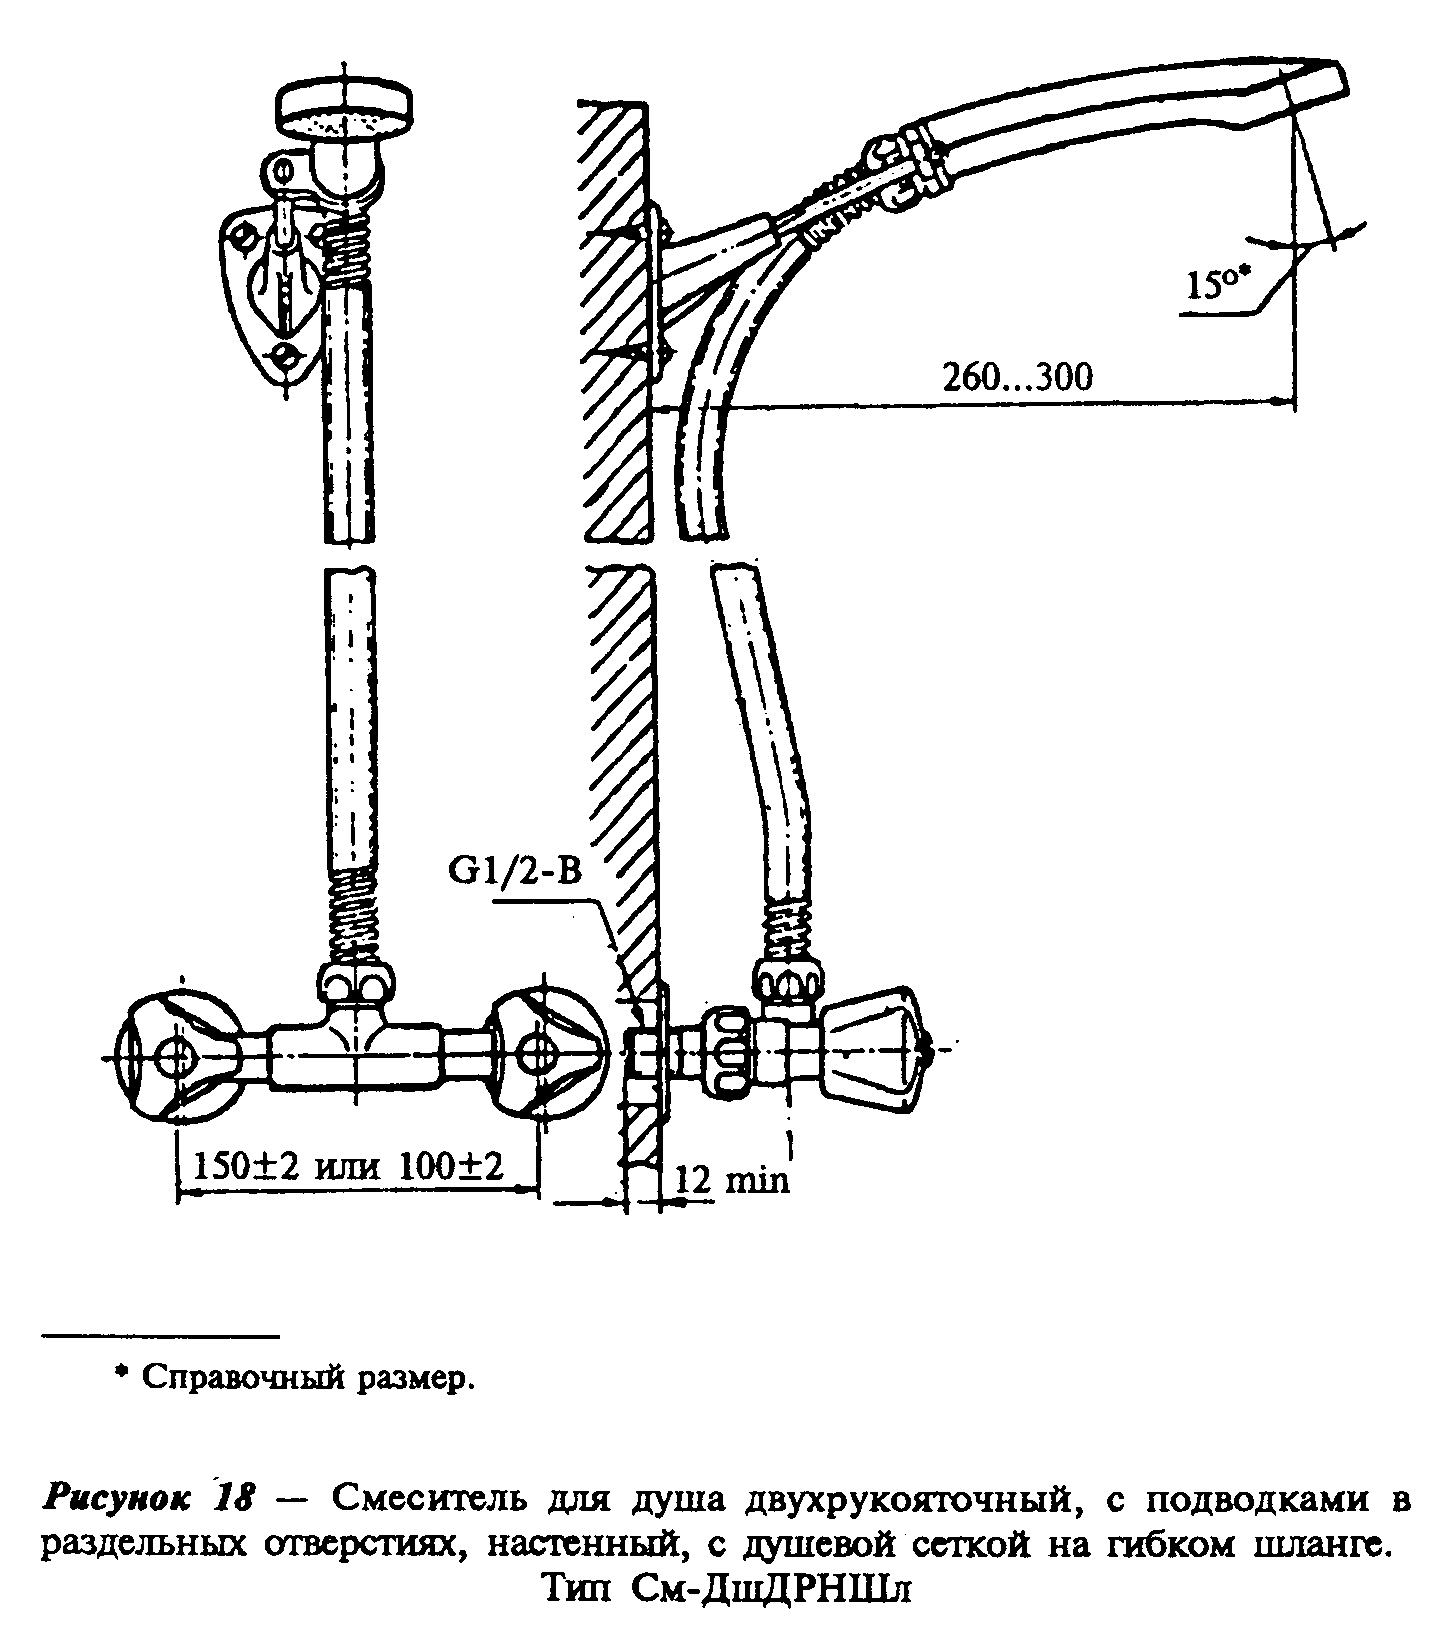 15°*
260...300
G1/2-В
150±2 или 100±2
12 min
* Справочный размер.
Рисунок 18 — Смеситель для душа двухрукояточный, с подводками в
раздельных отверстиях, настенный, с душевой сеткой на гибком шланге.
Тип См-ДшДРНШл